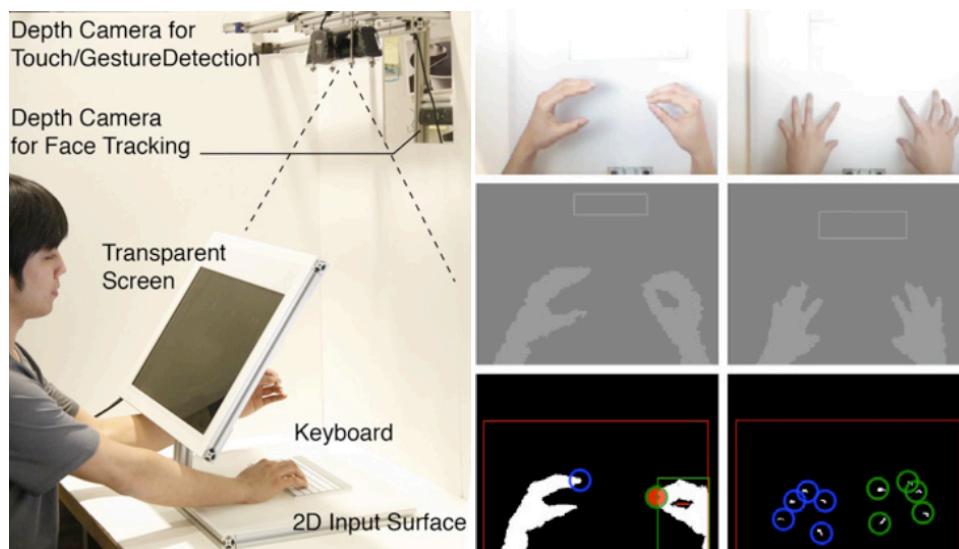 Depth Camera for
Touch/GestureDetection
Depth Camera
for Face Tracking
Transparent
Screen
Keyboard
2D Input Surface